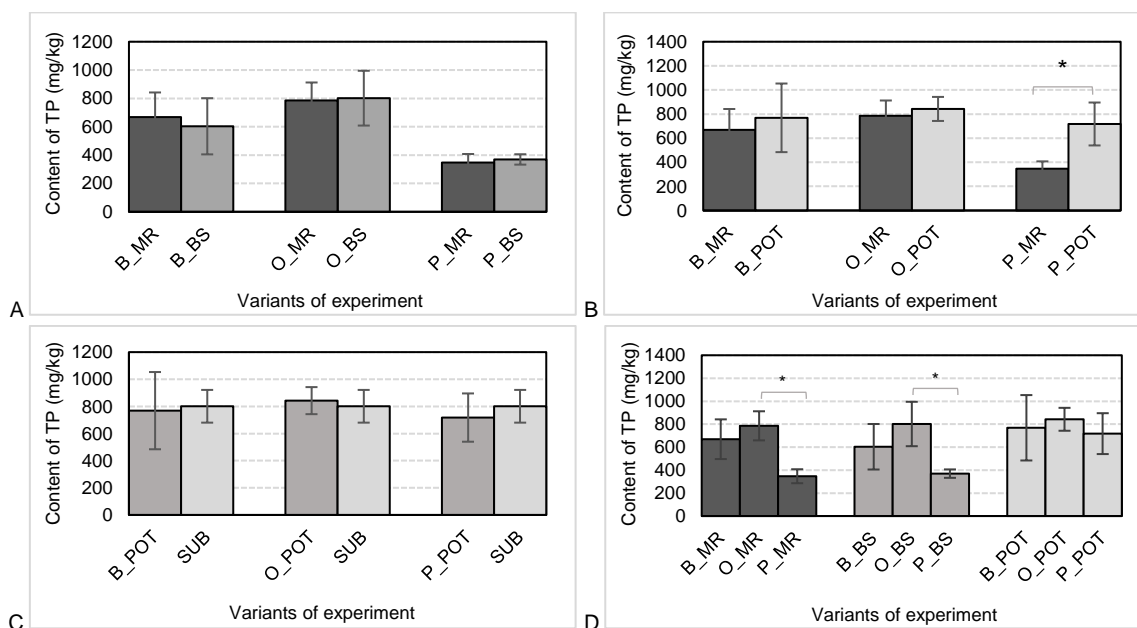 Content of TP (mg/kg)
1200
1000
800
600
400
200
0
B_MR
B_BS
O_MR
O_BS
P_MR
P_BS
Variants of experiment
A
Content of TP (mg/kg)
1400
1200
1000
800
600
400
200
0
*
B_MR
B_POT
O_MR
O_POT
P_MR
P_POT
Variants of experiment
B
Content of TP (mg/kg)
1200
1000
800
600
400
200
0
B_POT
SUB
O_POT
SUB
P_POT
SUB
Variants of experiment
C
Content of TP (mg/kg)
1400
1200
1000
800
600
400
200
0
*
*
B_MR
O_MR
P_MR
B_BS
O_BS
P_BS
B_POT
O_POT
P_POT
Variants of experiment
D